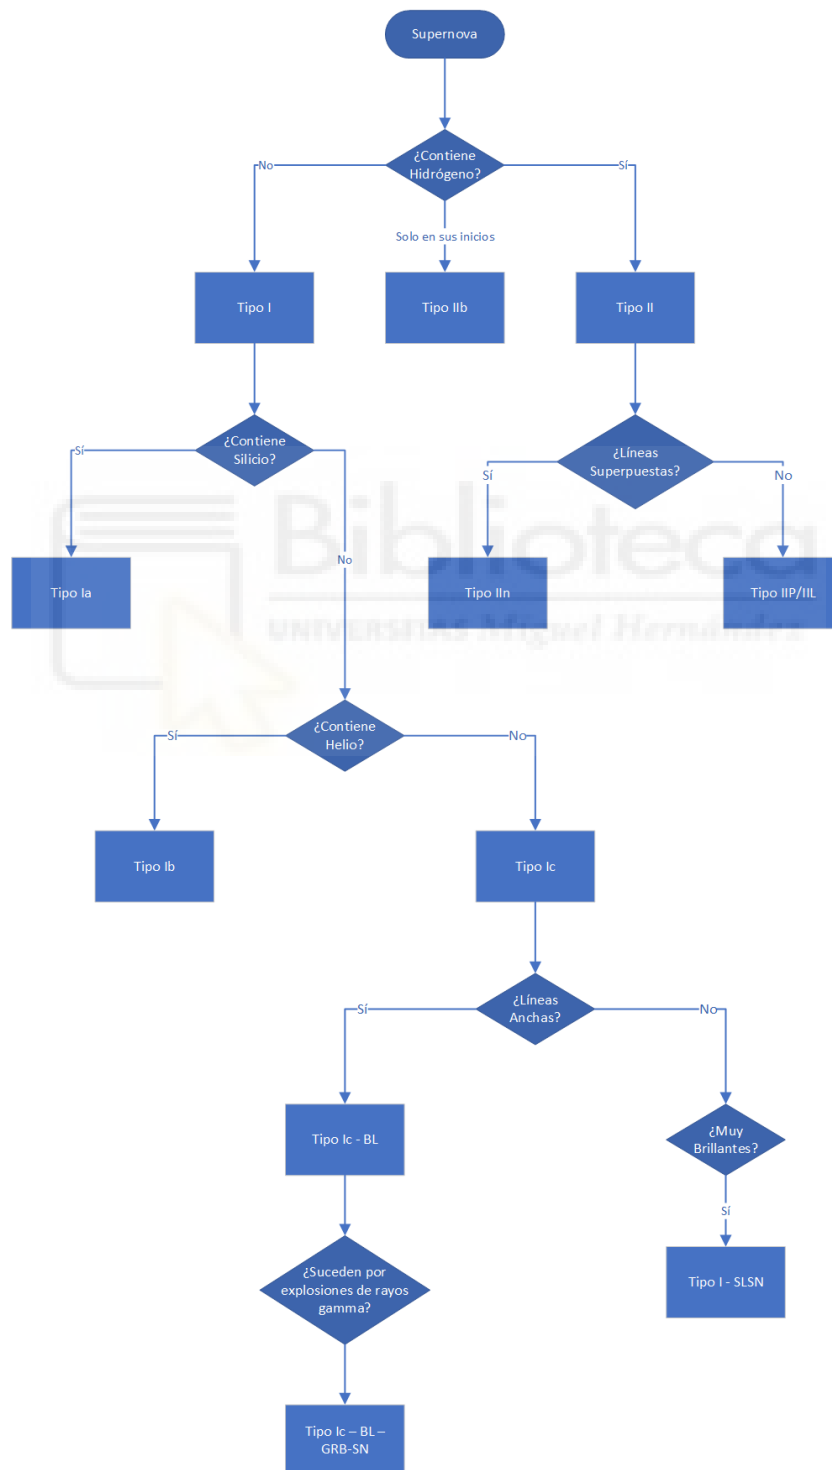 Supernova
¿Contiene
Hidrógeno?
No
Sí
Solo en sus inicios
Tipo I
Tipo IIb
Tipo II
¿Contiene
Silicio?
¿Líneas
Superpuestas?
Sí
No
Sí
No
Biblioteca
UNIVERSITAS Miguel Hernández
Tipo Ia
Tipo IIn
Tipo IIP/IIL
¿Contiene
Helio?
Sí
No
Tipo Ib
Tipo Ic
¿Líneas
Anchas?
Sí
No
Tipo Ic - BL
¿Muy
Brillantes?
Sí
¿Suceden por
explosiones de rayos
gamma?
Tipo I - SLSN
Tipo Ic – BL –
GRB-SN